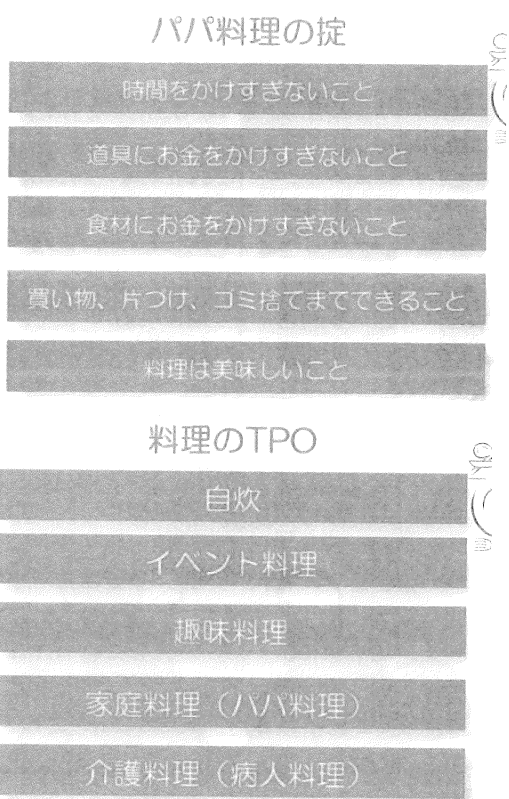 パパ料理の掟
時間をかけすぎないこと
道具にお金をかけすぎないこと
食材にお金をかけすぎないこと
買い物、片づけ、ゴミ捨てまでできること
料理は美味しいこと
料理のTPO
自炊
イベント料理
趣味料理
家庭料理（パパ料理）
介護料理（病人料理）